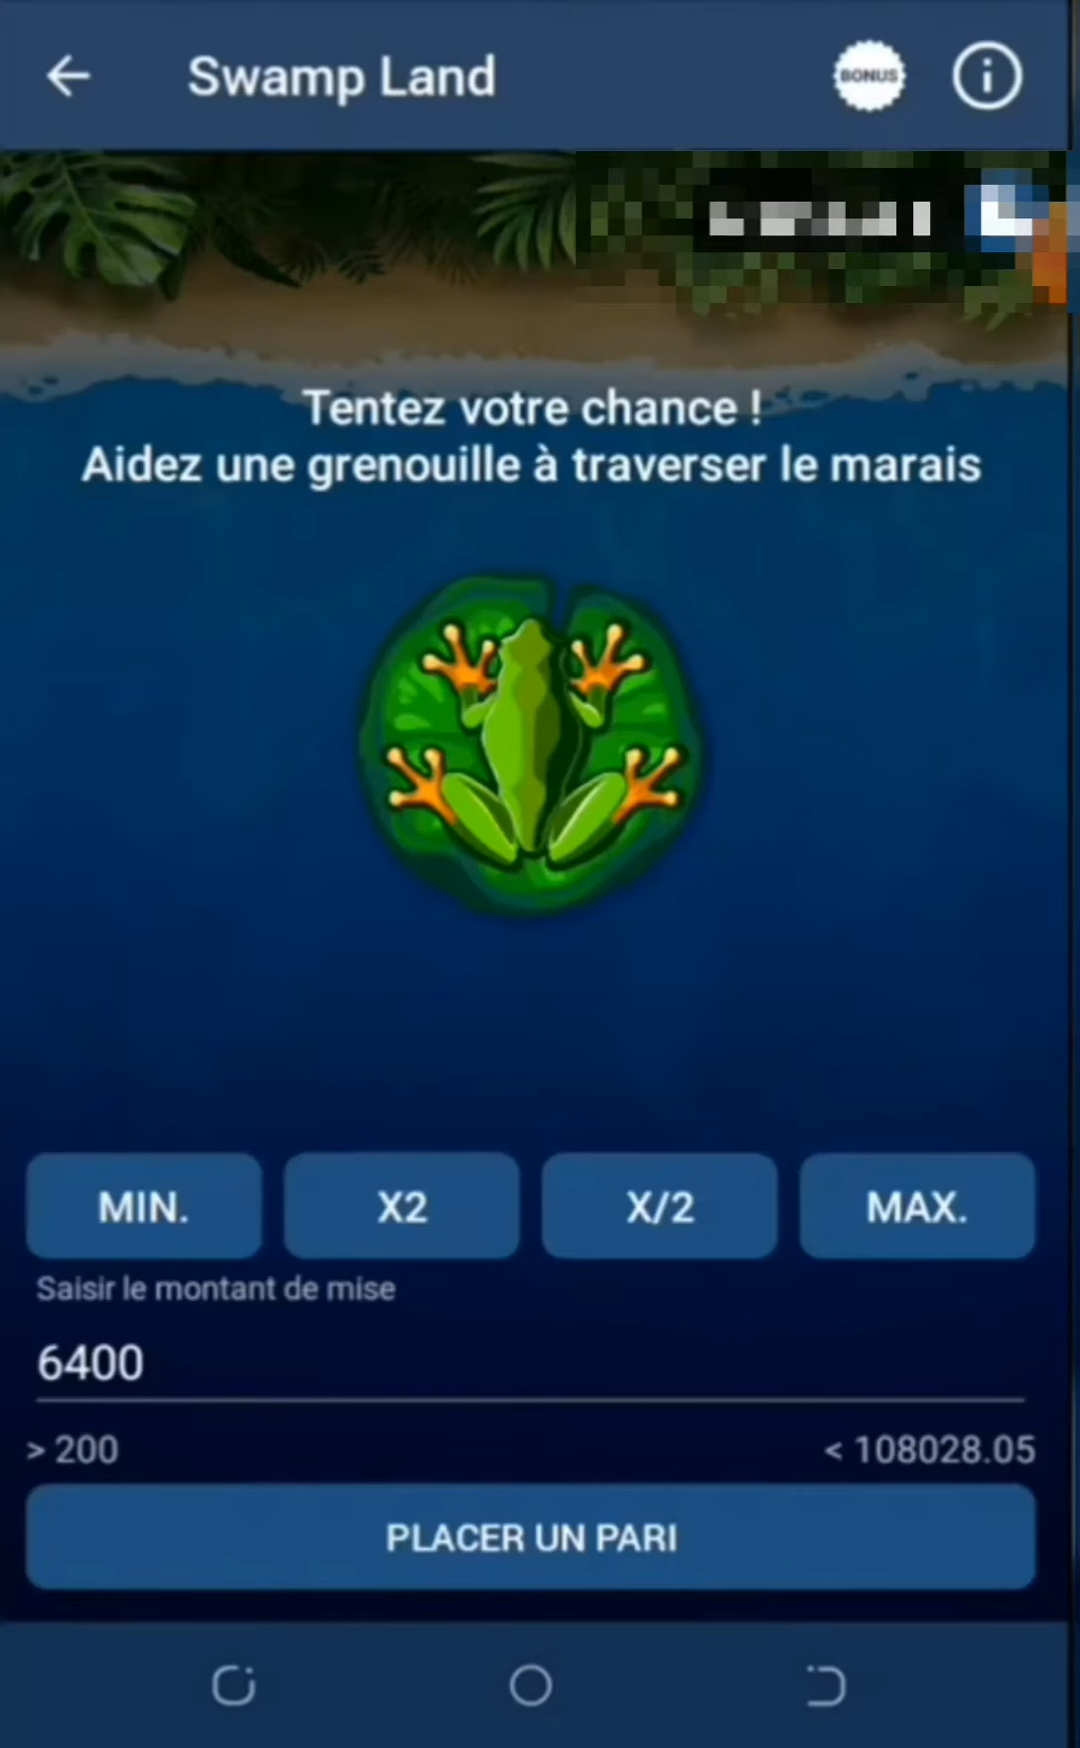 Swamp Land
BONUS
Tentez votre chance !
Aidez une grenouille à traverser le marais
MIN.
X2
X/2
MAX.
Saisir le montant de mise
6400
> 200
< 108028.05
PLACER UN PARI